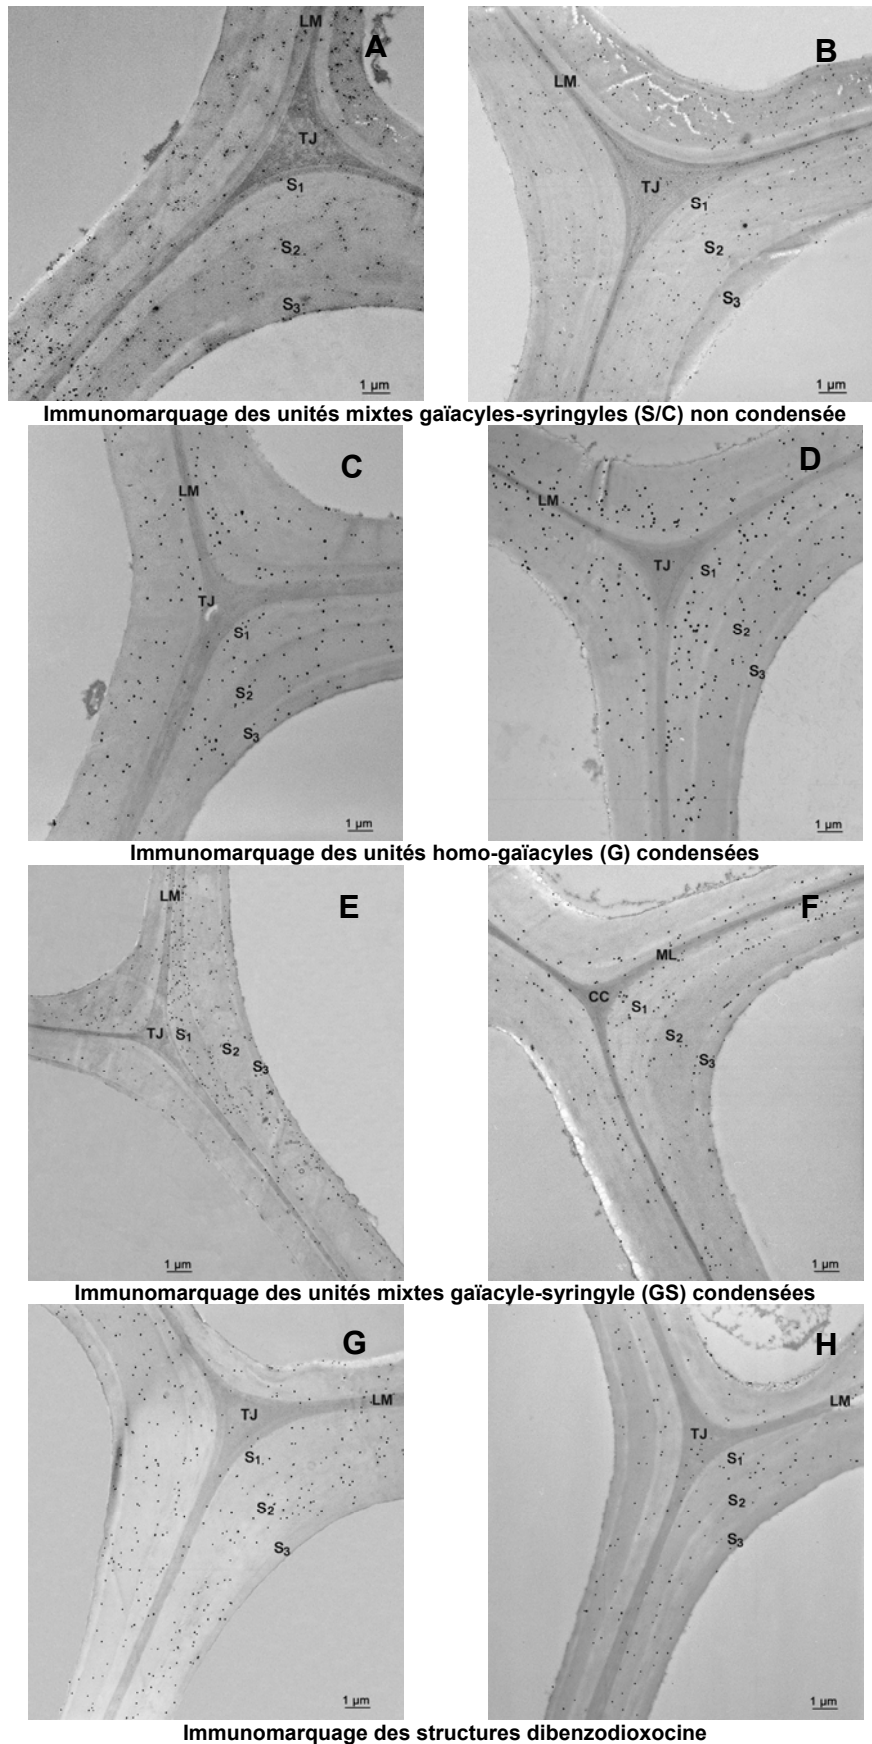 LM
A
TJ
S1
S2
S3
1 µm
B
LM
TJ
S1
S2
S3
1 µm
Immunomarquage des unités mixtes gaïacyles-syringyles (S/C) non condensée
C
LM
TJ
S1
S2
S3
1 µm
D
LM
TJ
S1
S2
S3
1 µm
Immunomarquage des unités homo-gaïacyles (G) condensées
LM
E
TJ S1
S2
S3
1 µm
F
ML
CC
S1
S2
S3
1 µm
Immunomarquage des unités mixtes gaïacyle-syringyle (GS) condensées
G
LM
TJ
S1
S2
S3
1 µm
H
LM
TJ
S1
S2
S3
1 µm
Immunomarquage des structures dibenzodioxocine